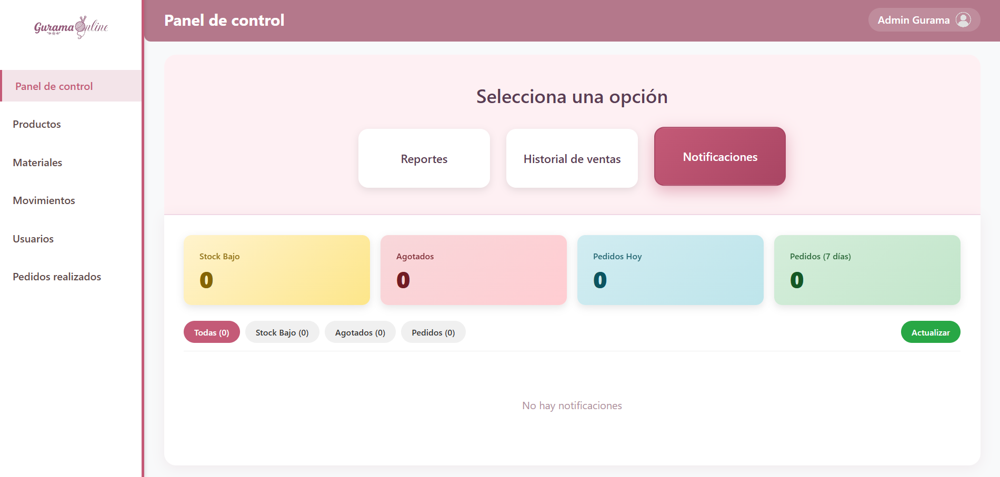 Gurama Online
Panel de control
Admin Gurama
Panel de control
Productos
Materiales
Movimientos
Usuarios
Pedidos realizados
Selecciona una opción
Reportes
Historial de ventas
Notificaciones
Stock Bajo
0
Agotados
0
Pedidos Hoy
0
Pedidos (7 días)
0
Todas (0)
Stock Bajo (0)
Agotados (0)
Pedidos (0)
Actualizar
No hay notificaciones